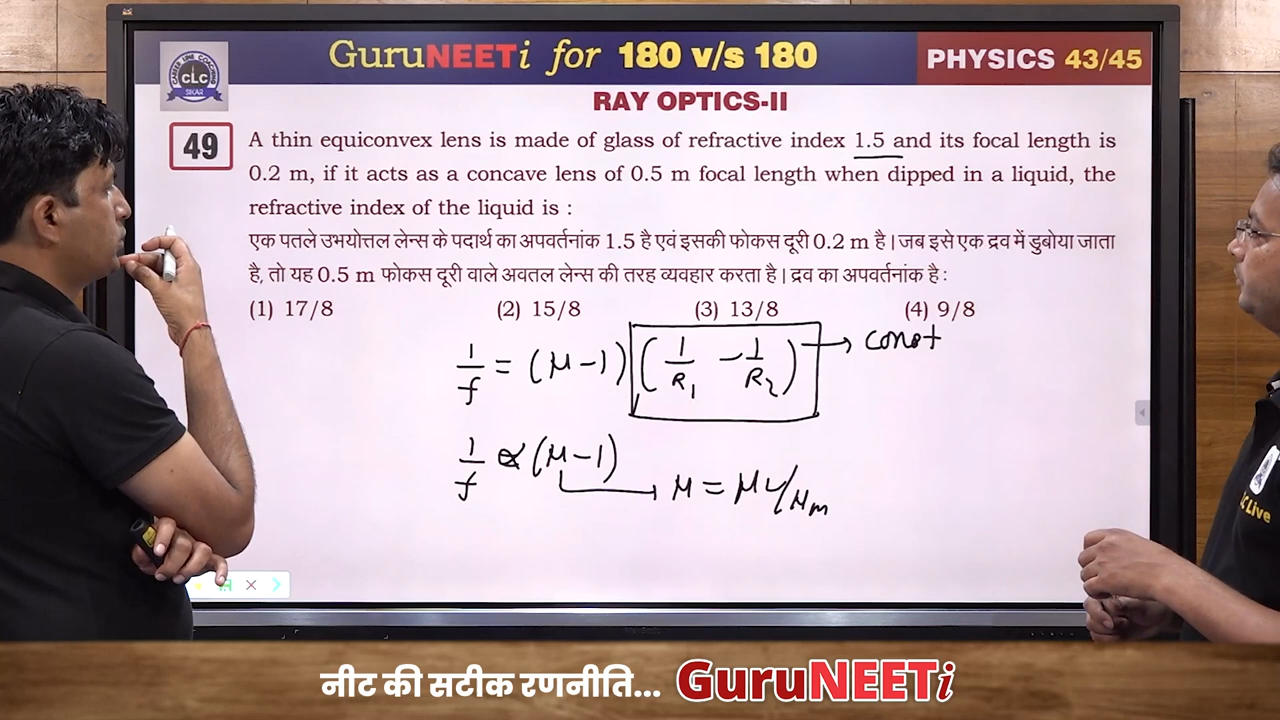 GuruNEETi for 180 v/s 180
PHYSICS 43/45
CLC
SIKAR
RAY OPTICS-II
49
A thin equiconvex lens is made of glass of refractive index 1.5 and its focal length is
0.2 m, if it acts as a concave lens of 0.5 m focal length when dipped in a liquid, the
refractive index of the liquid is :
एक पतले उभयोत्तल लेन्स के पदार्थ का अपवर्तनांक 1.5 है एवं इसकी फोकस दूरी 0.2 m है। जब इसे एक द्रव में डुबोया जाता
है, तो यह 0.5 m फोकस दूरी वाले अवतल लेन्स की तरह व्यवहार करता है। द्रव का अपवर्तनांक है :
(1) 17/8 (2) 15/8 (3) 13/8 (4) 9/8
1/f = (μ-1) (1/R₁ - 1/R₂) → const
1/f ∝ (μ-1)
μ = μL/μm
Live
नीट की सटीक रणनीति... GuruNEETi